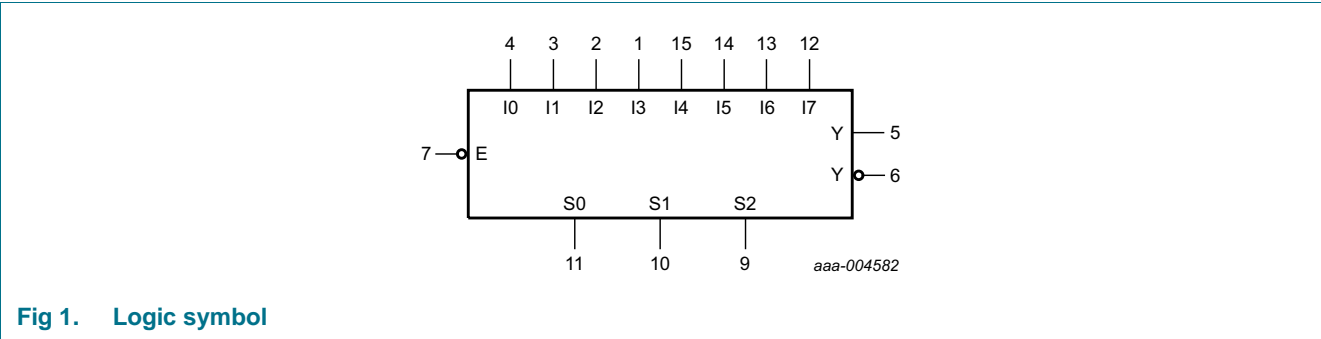 4 3 2 1 15 14 13 12
I0 I1 I2 I3 I4 I5 I6 I7
Y 5
7 E
Y 6
S0 S1 S2
11 10 9 aaa-004582
Fig 1. Logic symbol